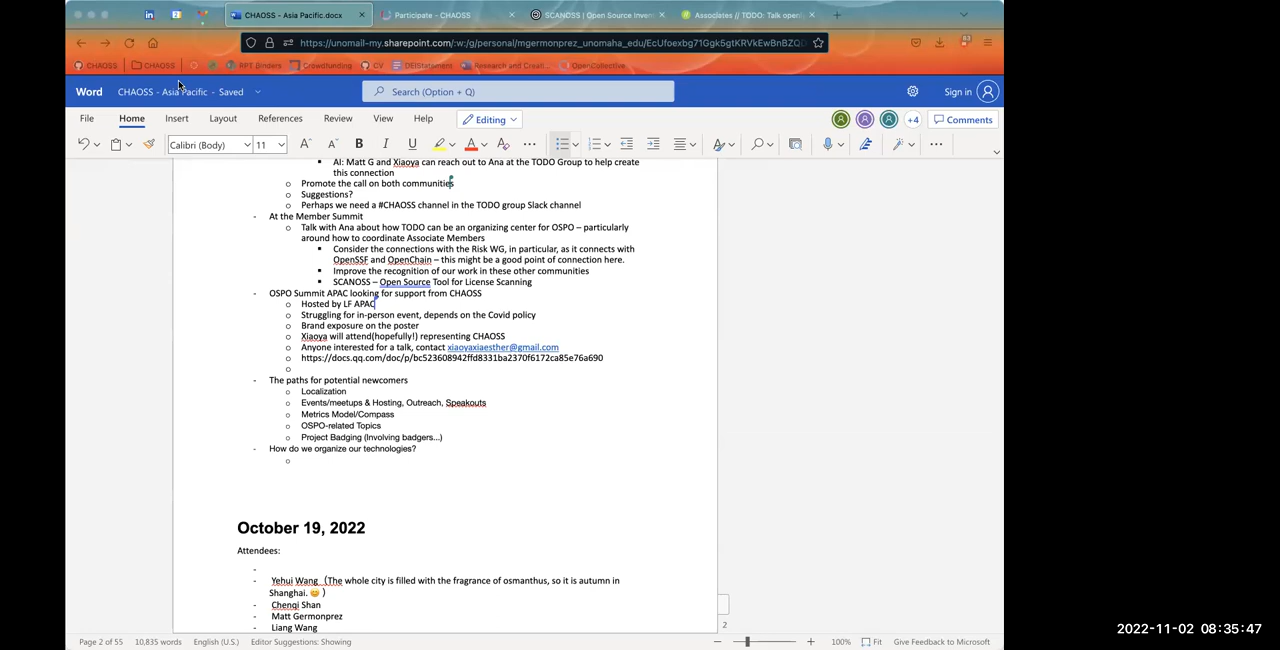 CHAOSS - Asia Pacific.docx
Participate - CHAOSS
SCANOSS | Open Source Inven
Associates // TODO: Talk open
https://unomail-my.sharepoint.com/:w:/g/personal/mgermonprez_unomaha_edu/EcUfoexbg71Ggk5gtKRVkEwBnBZQ
CHAOSS
CHAOSS
RPT Binders
Crowdfunding
CV
DEIStatement
Research and Creati...
OpenCollective
Word
CHAOSS - Asia Pacific - Saved
Search (Option + Q)
Sign in
File
Home
Insert
Layout
References
Review
View
Help
Editing
+4
Comments
Calibri (Body)
11
AI: Matt G and Xiaoya can reach out to Ana at the TODO Group to help create
this connection
o Promote the call on both communities
o Suggestions?
o Perhaps we need a #CHAOSS channel in the TODO group Slack channel
- At the Member Summit
o Talk with Ana about how TODO can be an organizing center for OSPO – particularly
around how to coordinate Associate Members
▪ Consider the connections with the Risk WG, in particular, as it connects with
OpenSSF and OpenChain – this might be a good point of connection here.
▪ Improve the recognition of our work in these other communities
▪ SCANOSS – Open Source Tool for License Scanning
- OSPO Summit APAC looking for support from CHAOSS
o Hosted by LF APAC
o Struggling for in-person event, depends on the Covid policy
o Brand exposure on the poster
o Xiaoya will attend(hopefully!) representing CHAOSS
o Anyone interested for a talk, contact xiaoyaxiaesther@gmail.com
o https://docs.qq.com/doc/p/bc523608942ffd8331ba2370f6172ca85e76a690
o
- The paths for potential newcomers
o Localization
o Events/meetups & Hosting, Outreach, Speakouts
o Metrics Model/Compass
o OSPO-related Topics
o Project Badging (Involving badgers...)
- How do we organize our technologies?
o
October 19, 2022
Attendees:
-
- Yehui Wang （The whole city is filled with the fragrance of osmanthus, so it is autumn in
Shanghai. 😊 ）
- Chenqi Shan
- Matt Germonprez
- Liang Wang
2
Page 2 of 55
10,835 words
English (U.S.)
Editor Suggestions: Showing
100%
Fit
Give Feedback to Microsoft
2022-11-02 08:35:47